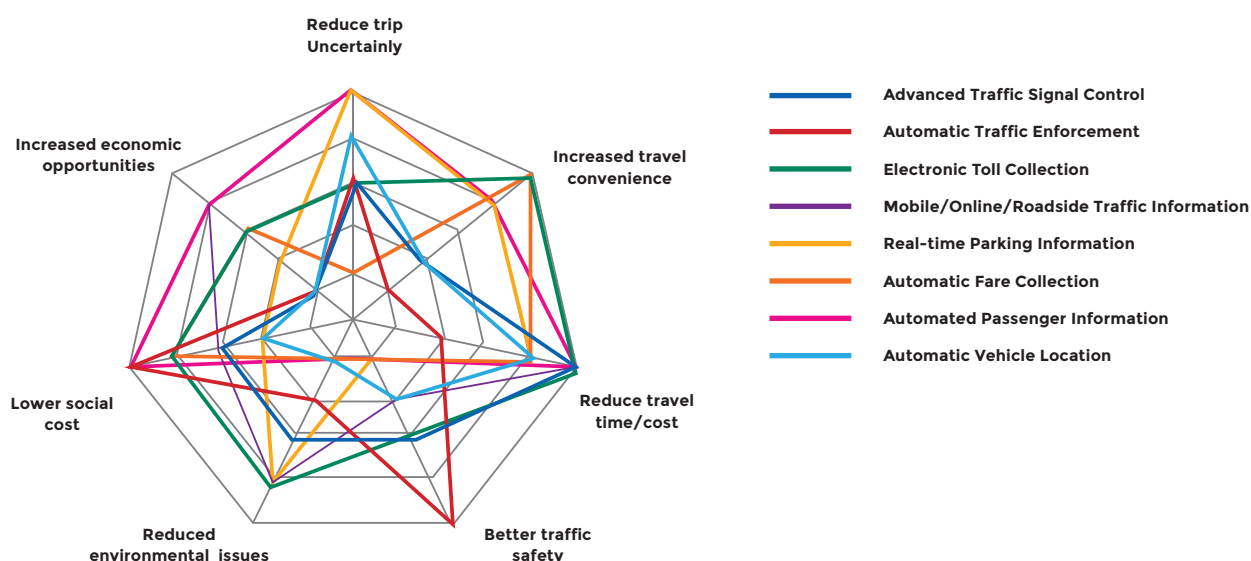 Reduce trip
Uncertainly
Increased economic
opportunities
Increased travel
convenience
Lower social
cost
Reduce travel
time/cost
Reduced
environmental issues
Better traffic
safety
Advanced Traffic Signal Control
Automatic Traffic Enforcement
Electronic Toll Collection
Mobile/Online/Roadside Traffic Information
Real-time Parking Information
Automatic Fare Collection
Automated Passenger Information
Automatic Vehicle Location